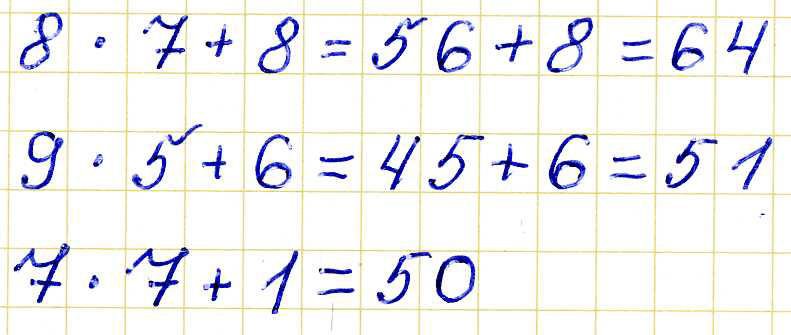 8 · 7 + 8 = 56 + 8 = 64
9 · 5 + 6 = 45 + 6 = 51
7 · 7 + 1 = 50